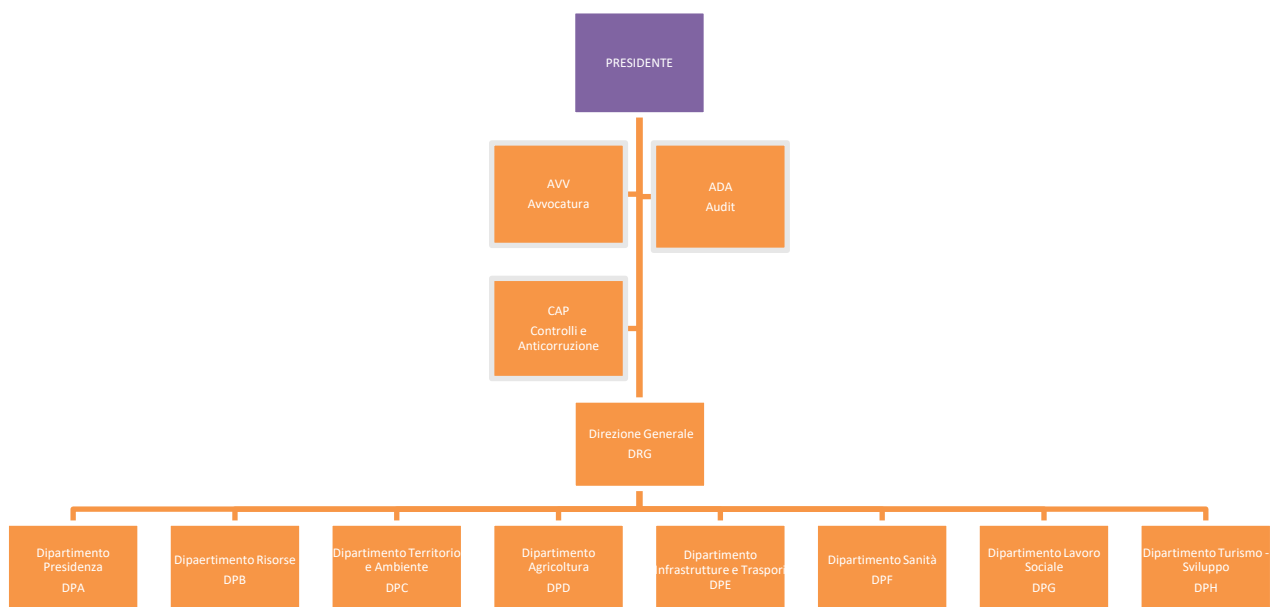 PRESIDENTE
AVV
Avvocatura
ADA
Audit
CAP
Controlli e
Anticorruzione
Direzione Generale
DRG
Dipartimento
Presidenza
DPA
Dipaertimento Risorse
DPB
Dipartimento Territorio
e Ambiente
DPC
Dipartimento
Agricoltura
DPD
Dipartimento
Infrastrutture e Traspori
DPE
Dipartimento Sanità
DPF
Dipartimento Lavoro
Sociale
DPG
Dipartimento Turismo -
Sviluppo
DPH